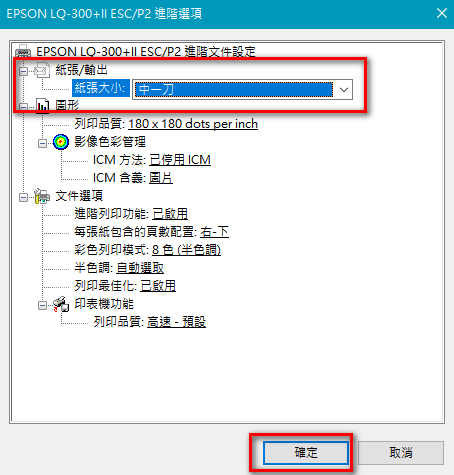 EPSON LQ-300+II ESC/P2 進階選項
EPSON LQ-300+II ESC/P2 進階文件設定
紙張/輸出
紙張大小: 中一刀
圖形
列印品質: 180 x 180 dots per inch
影像色彩管理
ICM 方法: 已停用 ICM
ICM 含義: 圖片
文件選項
進階列印功能: 已啟用
每張紙包含的頁數配置: 右-下
彩色列印模式: 8 色 (半色調)
半色調: 自動選取
列印最佳化: 已啟用
印表機功能
列印品質: 高速 - 預設
確定
取消